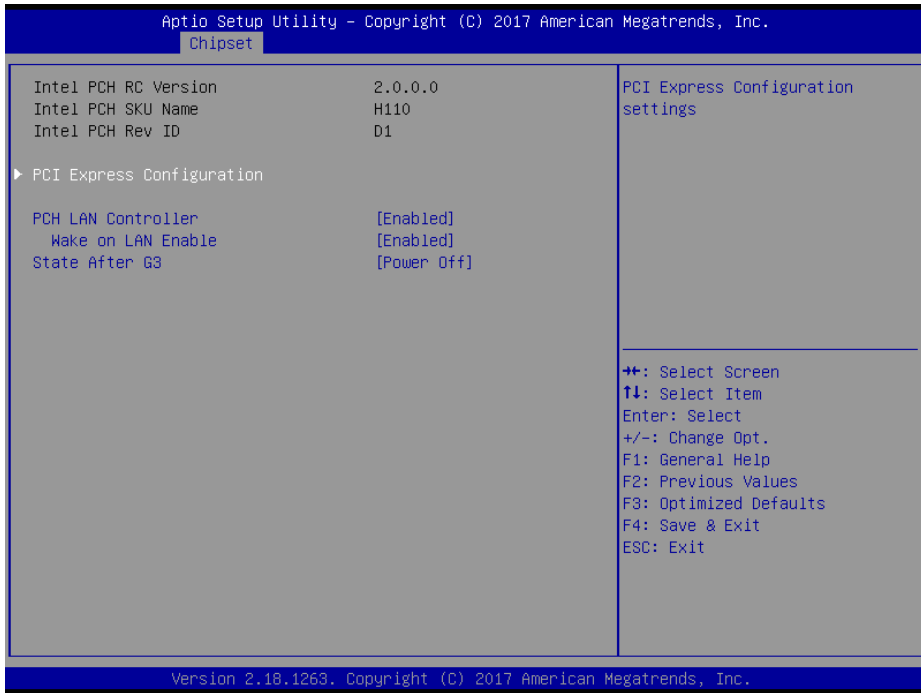 Aptio Setup Utility – Copyright (C) 2017 American Megatrends, Inc.
Chipset
Intel PCH RC Version 2.0.0.0
Intel PCH SKU Name H110
Intel PCH Rev ID D1
PCI Express Configuration
PCH LAN Controller [Enabled]
Wake on LAN Enable [Enabled]
State After G3 [Power Off]
PCI Express Configuration
settings
→←: Select Screen
↑↓: Select Item
Enter: Select
+/-: Change Opt.
F1: General Help
F2: Previous Values
F3: Optimized Defaults
F4: Save & Exit
ESC: Exit
Version 2.18.1263. Copyright (C) 2017 American Megatrends, Inc.